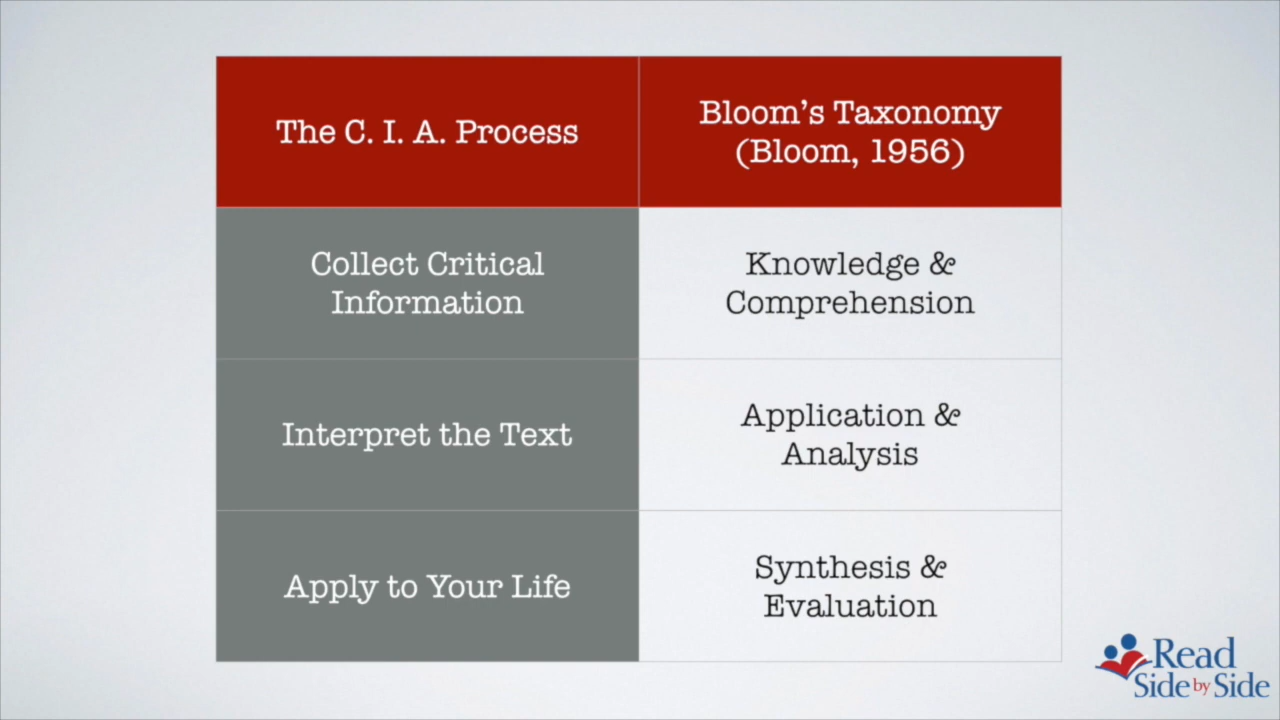 The C. I. A. Process
Bloom's Taxonomy
(Bloom, 1956)
Collect Critical
Information
Knowledge &
Comprehension
Interpret the Text
Application &
Analysis
Apply to Your Life
Synthesis &
Evaluation
Read
Side by Side